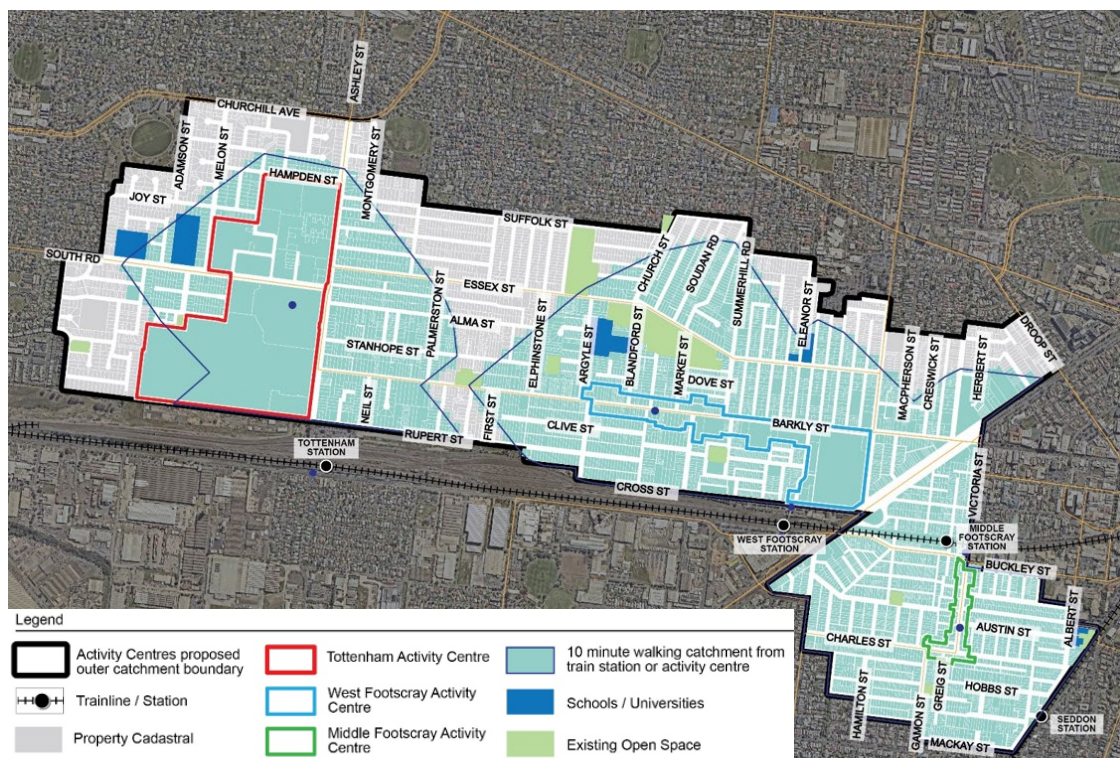 ASHLEY ST
CHURCHILL AVE
ADAMSON ST
MELON ST
MONTGOMERY ST
HAMPDEN ST
JOY ST
SUFFOLK ST
CHURCH ST
SOUDAN RD
SUMMERHILL RD
SOUTH RD
ESSEX ST
PALMERSTON ST
ALMA ST
ELEANOR ST
DROOP ST
ELPHINSTONE ST
ARGYLE ST
BLANDFORD ST
MARKET ST
MACPHERSON ST
CRESWICK ST
HERBERT ST
STANHOPE ST
DOVE ST
NEIL ST
FIRST ST
CLIVE ST
BARKLY ST
RUPERT ST
TOTTENHAM
STATION
CROSS ST
VICTORIA ST
WEST FOOTSCRAY
STATION
MIDDLE
FOOTSCRAY
STATION
BUCKLEY ST
ALBERT ST
AUSTIN ST
CHARLES ST
HAMILTON ST
GAMON ST
GREIG ST
HOBBS ST
SEDDON
STATION
MACKAY ST
Legend
Activity Centres proposed
outer catchment boundary
Trainline / Station
Property Cadastral
Tottenham Activity Centre
West Footscray Activity
Centre
Middle Footscray Activity
Centre
10 minute walking catchment from
train station or activity centre
Schools / Universities
Existing Open Space